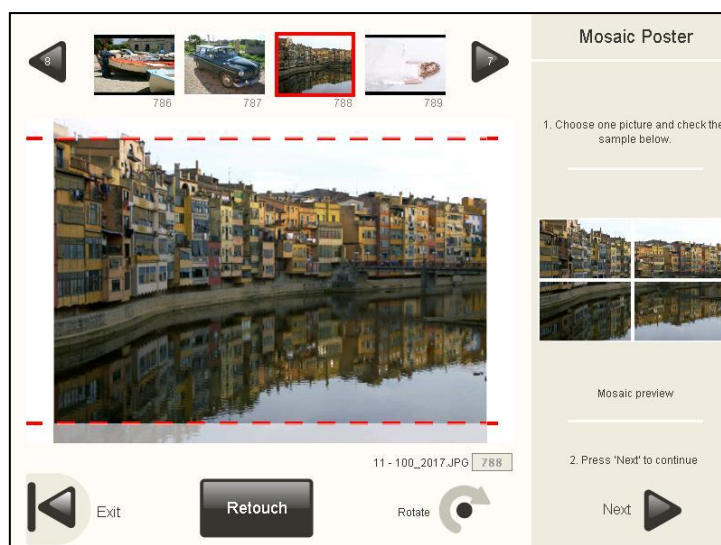 Mosaic Poster
8
7
786
787
788
789
1. Choose one picture and check the
sample below.
Mosaic preview
11 - 100_2017.JPG 788
2. Press 'Next' to continue
Exit
Retouch
Rotate
Next